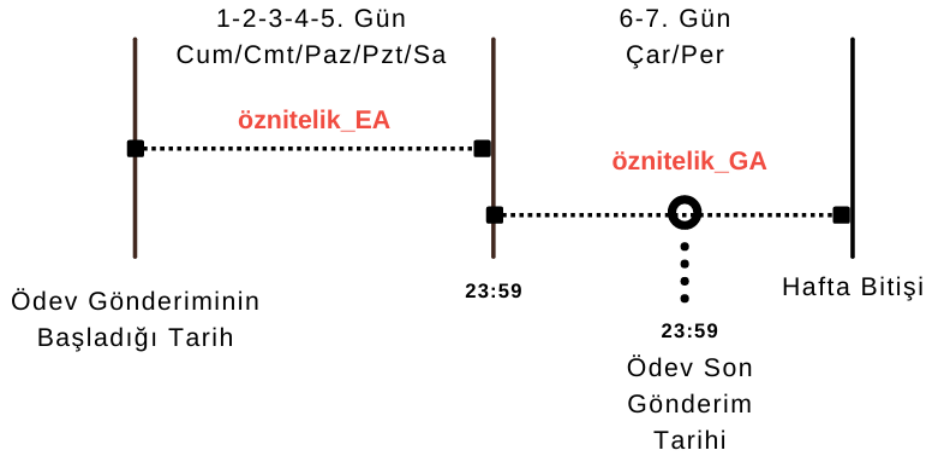 1-2-3-4-5. Gün
Cum/Cmt/Paz/Pzt/Sa
6-7. Gün
Çar/Per
öznitelik_EA
öznitelik_GA
Ödev Gönderiminin
Başladığı Tarih
23:59
23:59
Ödev Son
Gönderim
Tarihi
Hafta Bitişi